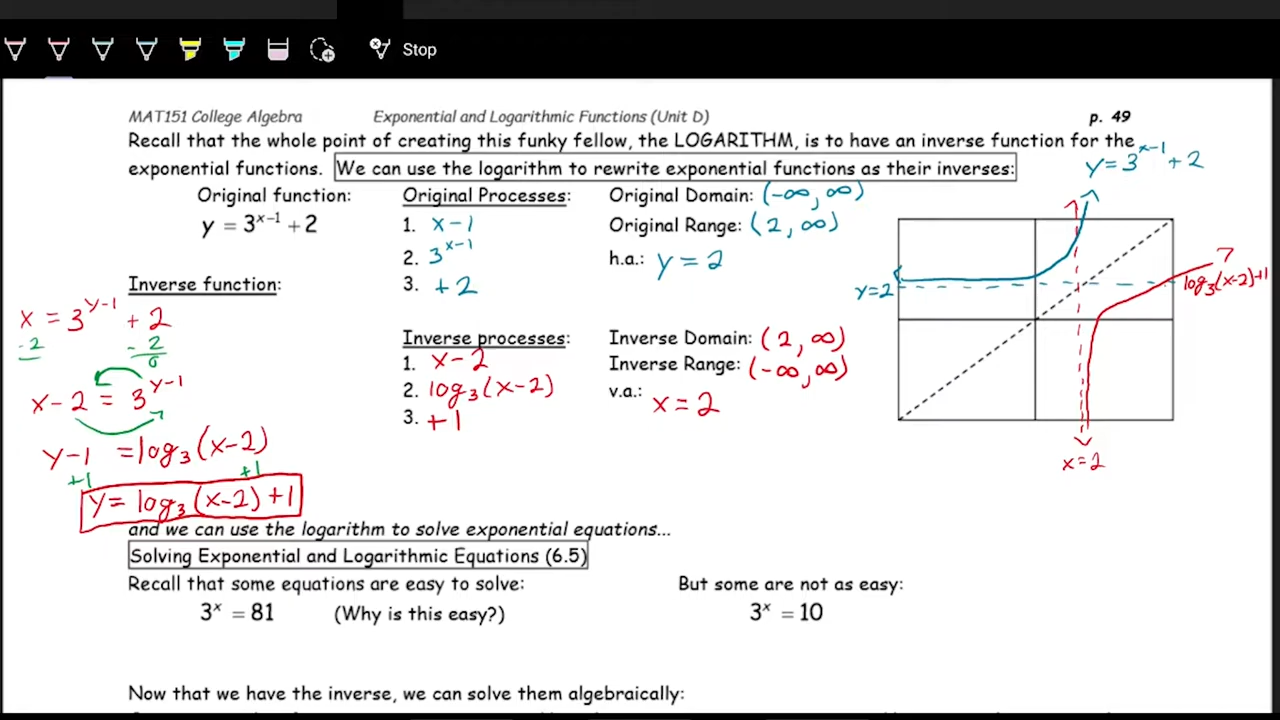 Stop
MAT151 College Algebra Exponential and Logarithmic Functions (Unit D) p. 49
Recall that the whole point of creating this funky fellow, the LOGARITHM, is to have an inverse function for the
exponential functions. We can use the logarithm to rewrite exponential functions as their inverses:
Original function:
y = 3^(x-1) + 2
Original Processes:
1. x-1
2. 3^(x-1)
3. +2
Original Domain: (-∞, ∞)
Original Range: (2, ∞)
h.a.: y = 2
y = 3^(x-1) + 2
y=2
log₃(x-2)+1
x=2
Inverse function:
x = 3^(y-1) + 2
-2 -2
0
x-2 = 3^(y-1)
y-1 = log₃(x-2)
+1 +1
y = log₃(x-2)+1
Inverse processes:
1. x-2
2. log₃(x-2)
3. +1
Inverse Domain: (2, ∞)
Inverse Range: (-∞, ∞)
v.a.: x = 2
and we can use the logarithm to solve exponential equations...
Solving Exponential and Logarithmic Equations (6.5)
Recall that some equations are easy to solve: But some are not as easy:
3^x = 81 (Why is this easy?) 3^x = 10
Now that we have the inverse, we can solve them algebraically: